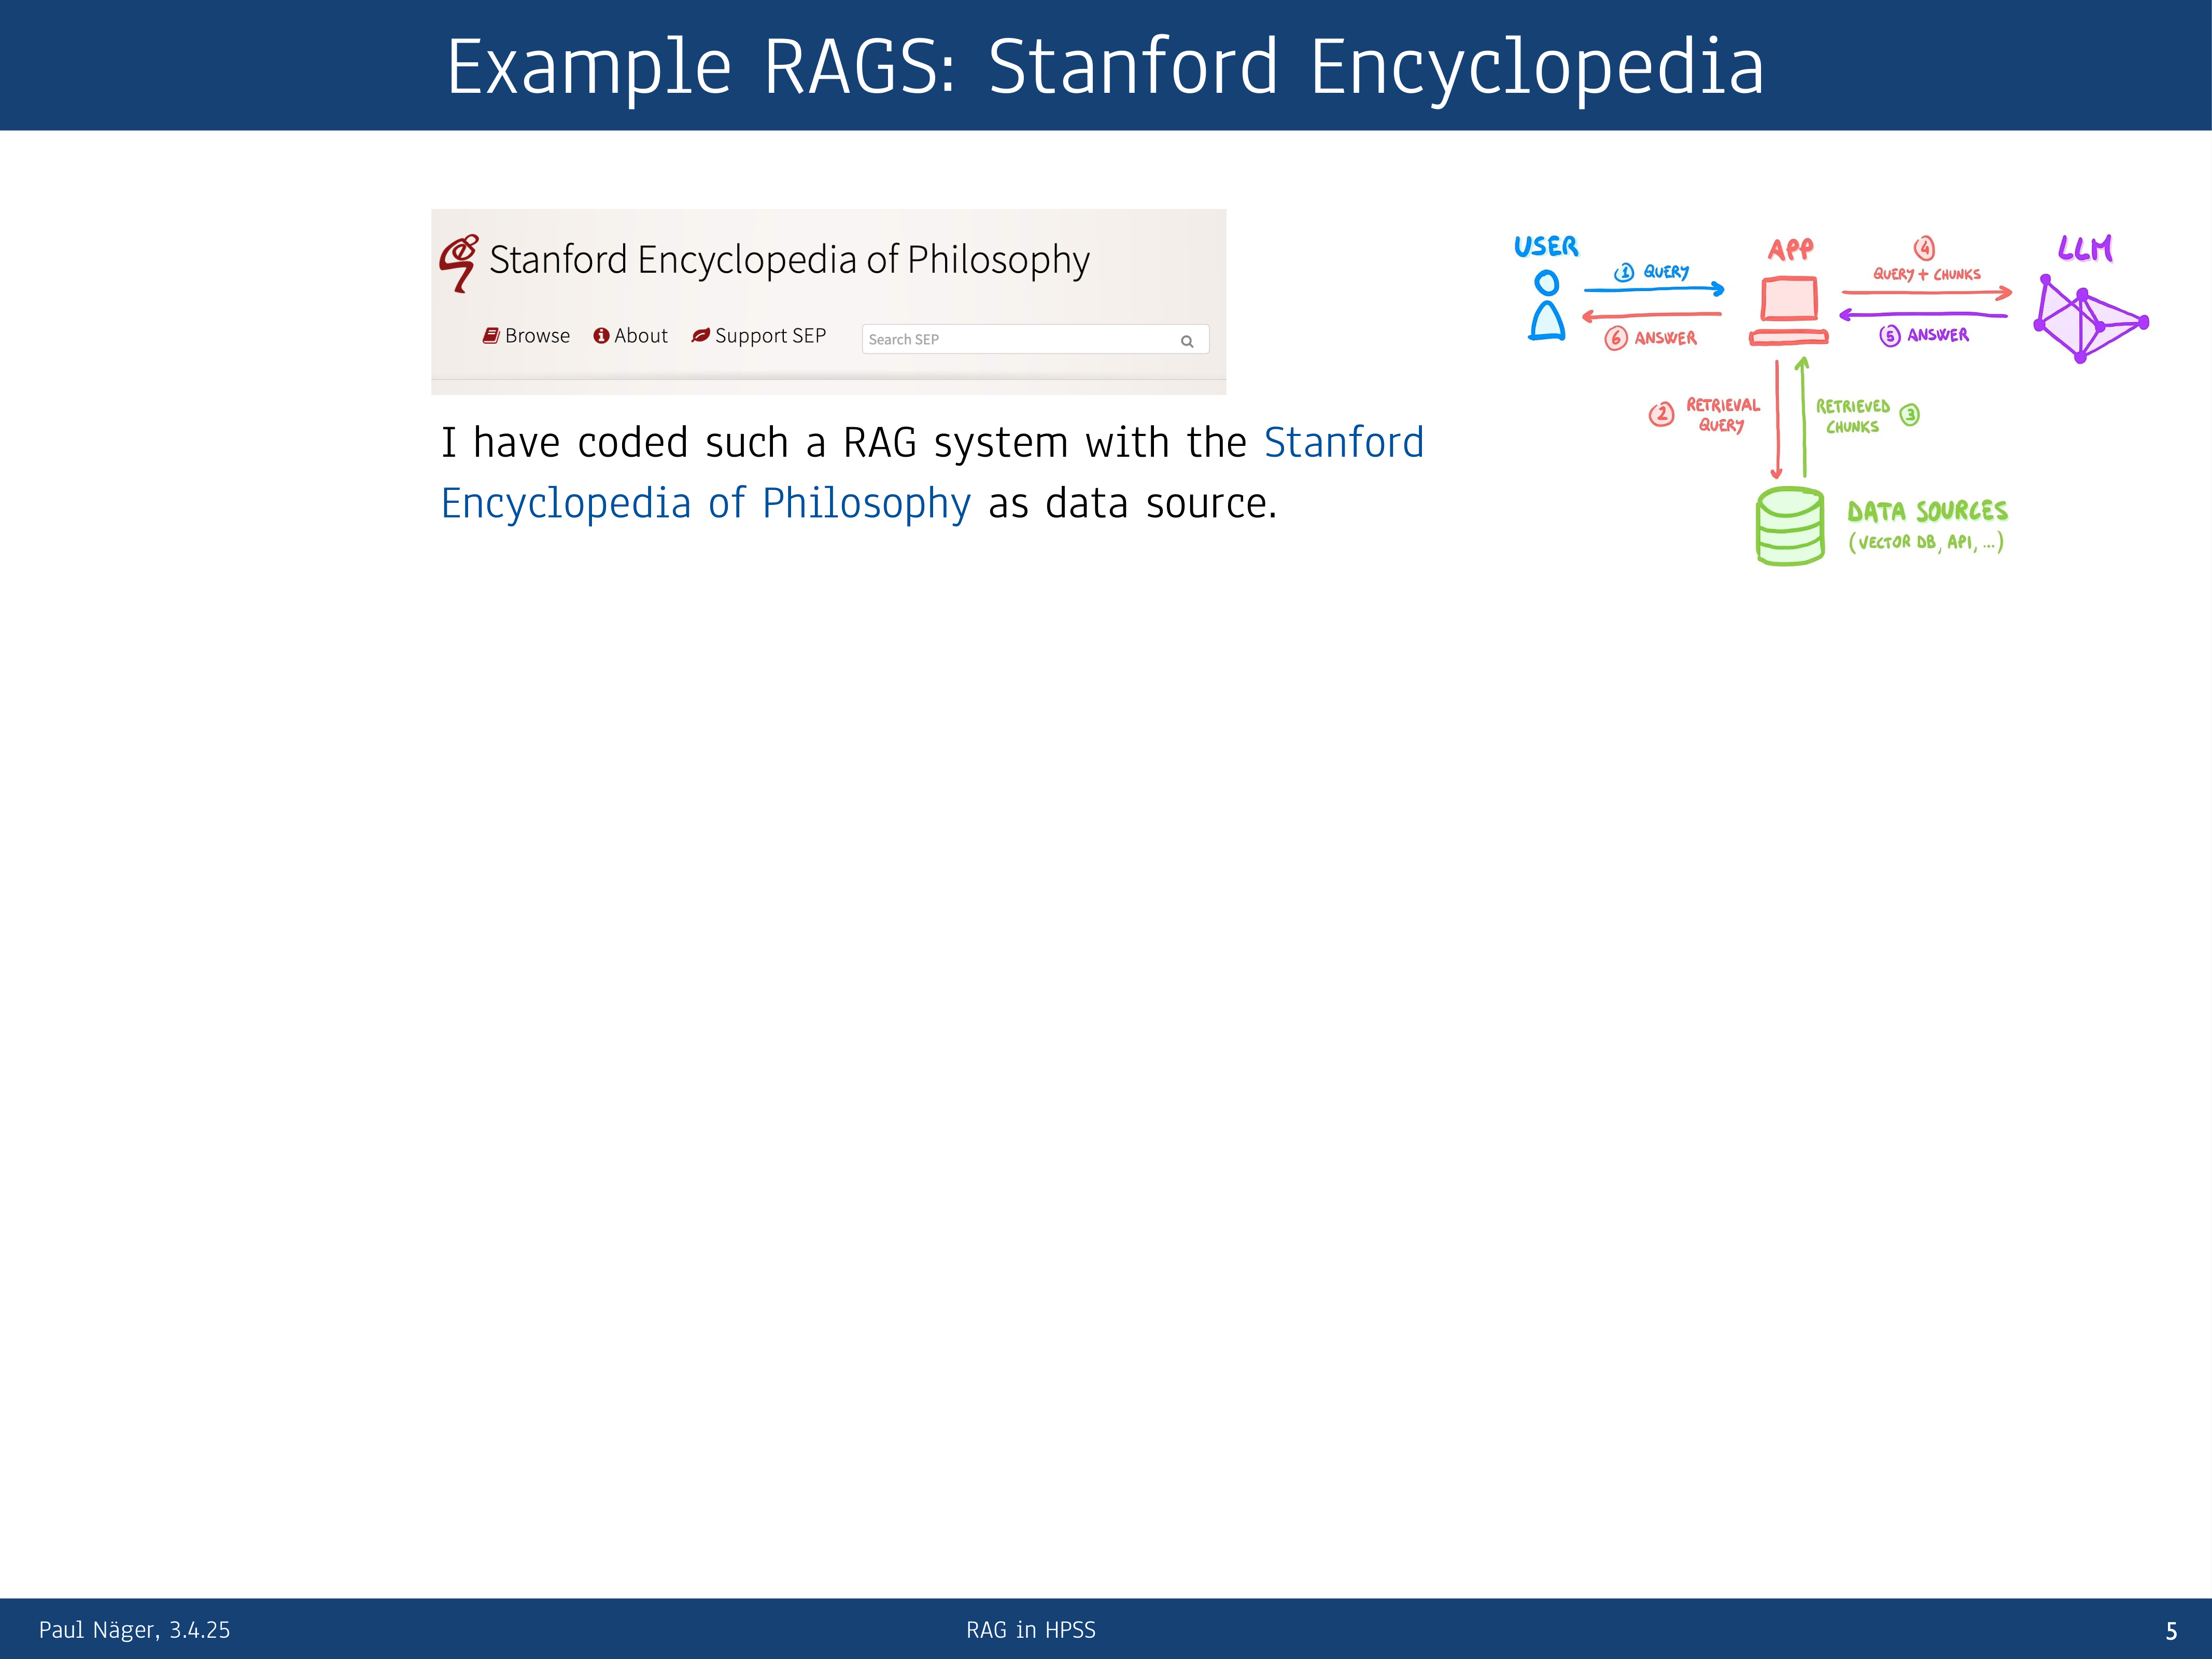 Example RAGS: Stanford Encyclopedia
Stanford Encyclopedia of Philosophy
Browse About Support SEP Search SEP
I have coded such a RAG system with the Stanford
Encyclopedia of Philosophy as data source.
USER
APP
LLM
1 QUERY
4
QUERY + CHUNKS
6 ANSWER
5 ANSWER
2 RETRIEVAL
QUERY
RETRIEVED 3
CHUNKS
DATA SOURCES
(VECTOR DB, API, ...)
Paul Näger, 3.4.25
RAG in HPSS
5